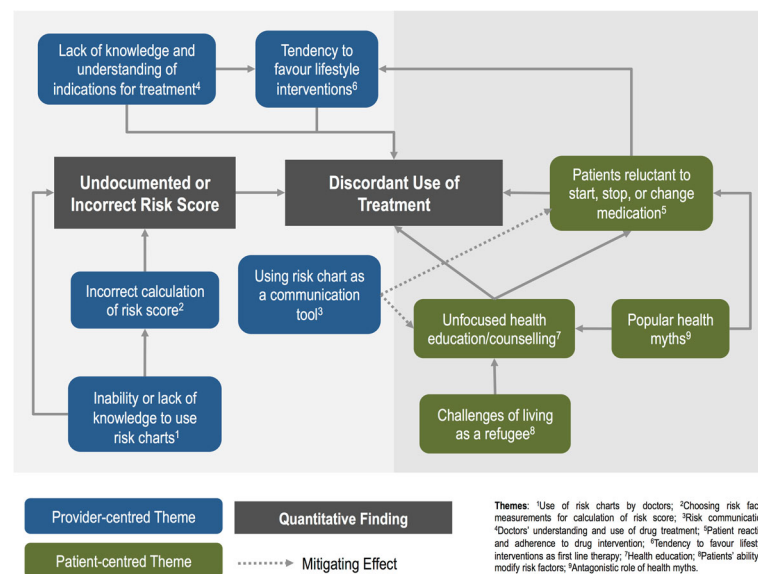 Lack of knowledge and
understanding of
indications for treatment⁴
Tendency to
favour lifestyle
interventions⁶
Undocumented or
Incorrect Risk Score
Discordant Use of
Treatment
Patients reluctant to
start, stop, or change
medication⁵
Using risk chart as
a communication
tool³
Incorrect calculation
of risk score²
Unfocused health
education/counselling⁷
Popular health
myths⁹
Inability or lack of
knowledge to use
risk charts¹
Challenges of living
as a refugee⁸
Provider-centred Theme
Quantitative Finding
Patient-centred Theme
Mitigating Effect
Themes: ¹Use of risk charts by doctors; ²Choosing risk fac
measurements for calculation of risk score; ³Risk communicati
⁴Doctors' understanding and use of drug treatment; ⁵Patient reacti
and adherence to drug intervention; ⁶Tendency to favour lifest
interventions as first line therapy; ⁷Health education; ⁸Patients' ability
modify risk factors; ⁹Antagonistic role of health myths.